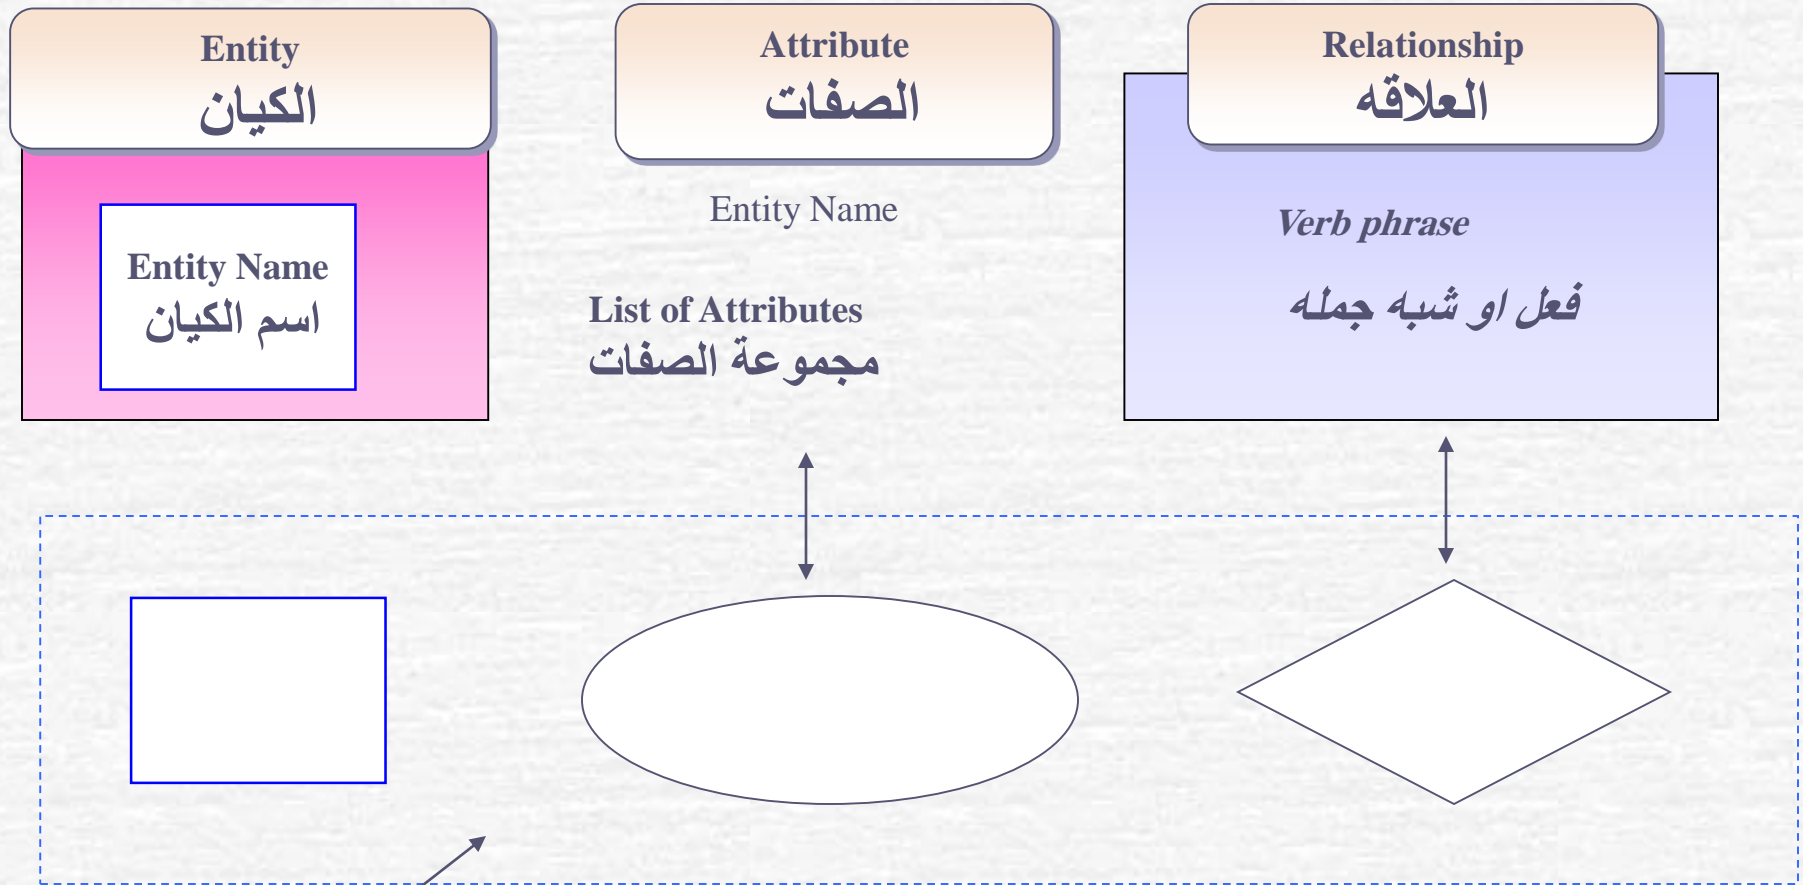 Entity
الكيان
Entity Name
اسم الكيان
Attribute
الصفات
Entity Name
List of Attributes
مجموعة الصفات
Relationship
العلاقه
Verb phrase
فعل او شبه جمله